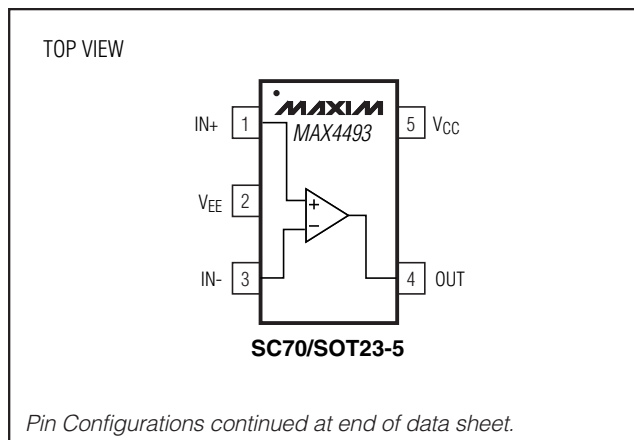 TOP VIEW
MAXIM
MAX4493
IN+ 1
5 VCC
VEE 2
+
−
IN- 3
4 OUT
SC70/SOT23-5
Pin Configurations continued at end of data sheet.